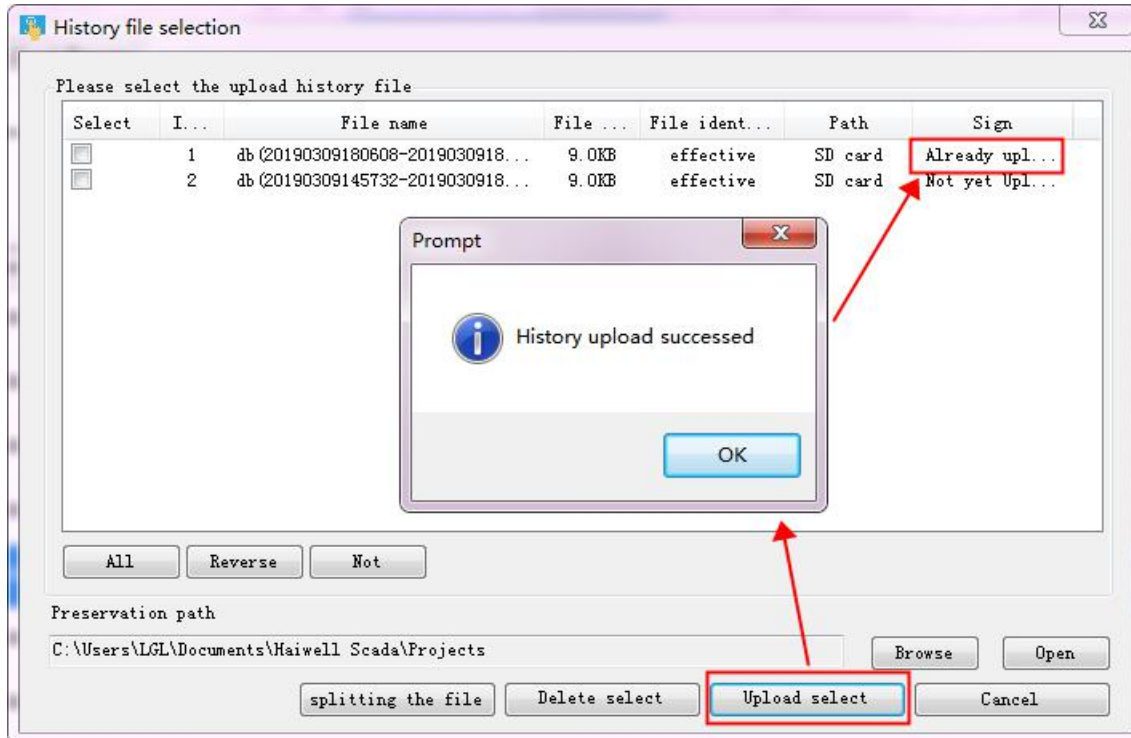 History file selection
Please select the upload history file
Select I... File name File ... File ident... Path Sign
1 db (20190309180608-2019030918... 9.0KB effective SD card Already upl...
2 db (20190309145732-2019030918... 9.0KB effective SD card Not yet Upl...
Prompt
History upload successed
OK
All Reverse Not
Preservation path
C:\Users\LGL\Documents\Haiwell Scada\Projects Browse Open
splitting the file Delete select Upload select Cancel